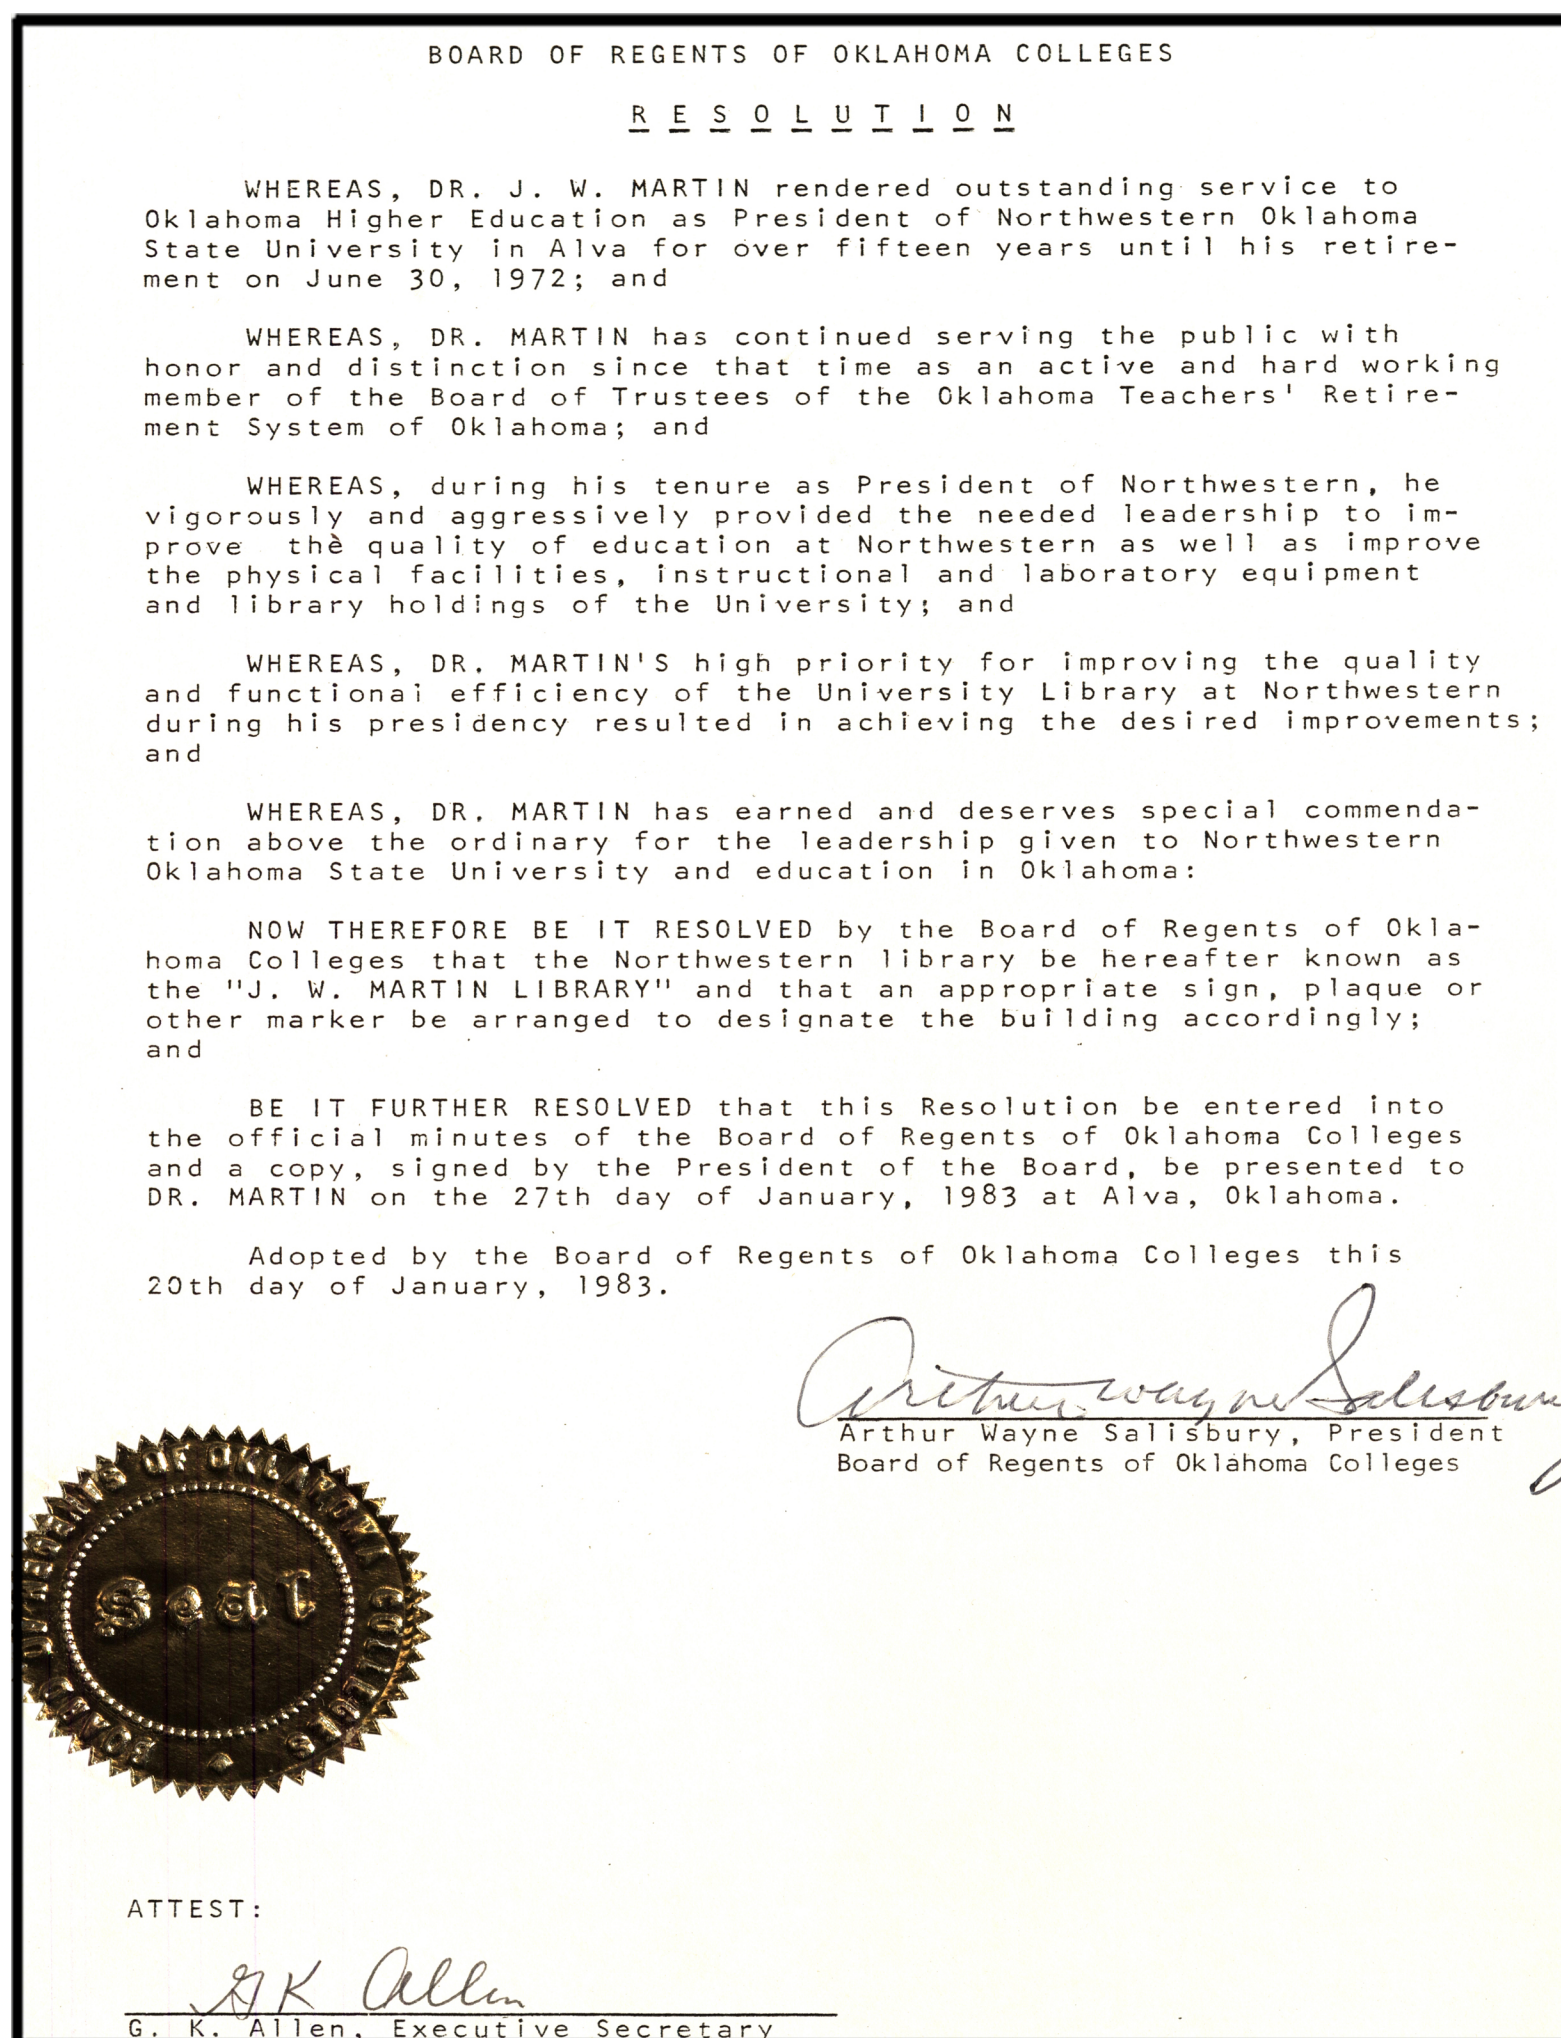 BOARD OF REGENTS OF OKLAHOMA COLLEGES
RESOLUTION
WHEREAS, DR. J. W. MARTIN rendered outstanding service to
Oklahoma Higher Education as President of Northwestern Oklahoma
State University in Alva for over fifteen years until his retire-
ment on June 30, 1972; and
WHEREAS, DR. MARTIN has continued serving the public with
honor and distinction since that time as an active and hard working
member of the Board of Trustees of the Oklahoma Teachers' Retire-
ment System of Oklahoma; and
WHEREAS, during his tenure as President of Northwestern, he
vigorously and aggressively provided the needed leadership to im-
prove the quality of education at Northwestern as well as improve
the physical facilities, instructional and laboratory equipment
and library holdings of the University; and
WHEREAS, DR. MARTIN'S high priority for improving the quality
and functional efficiency of the University Library at Northwestern
during his presidency resulted in achieving the desired improvements;
and
WHEREAS, DR. MARTIN has earned and deserves special commenda-
tion above the ordinary for the leadership given to Northwestern
Oklahoma State University and education in Oklahoma:
NOW THEREFORE BE IT RESOLVED by the Board of Regents of Okla-
homa Colleges that the Northwestern library be hereafter known as
the "J. W. MARTIN LIBRARY" and that an appropriate sign, plaque or
other marker be arranged to designate the building accordingly;
and
BE IT FURTHER RESOLVED that this Resolution be entered into
the official minutes of the Board of Regents of Oklahoma Colleges
and a copy, signed by the President of the Board, be presented to
DR. MARTIN on the 27th day of January, 1983 at Alva, Oklahoma.
Adopted by the Board of Regents of Oklahoma Colleges this
20th day of January, 1983.
Arthur Wayne Salisbury
Arthur Wayne Salisbury, President
Board of Regents of Oklahoma Colleges
BOARD OF REGENTS OF OKLAHOMA COLLEGES
Seal
ATTEST:
G K Allen
G. K. Allen, Executive Secretary